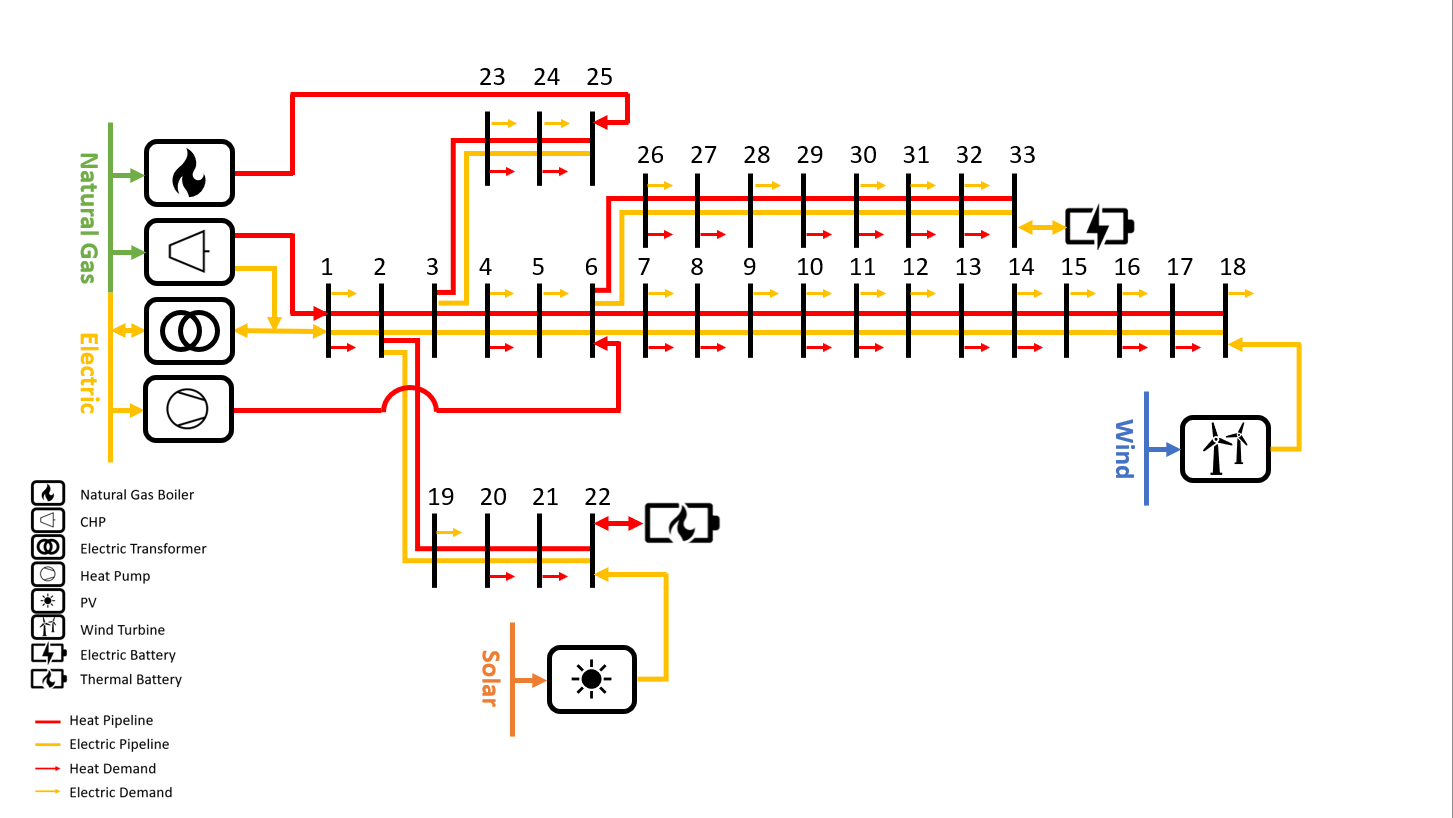 23 24 25
26 27 28 29 30 31 32 33
Natural Gas
1 2 3 4 5 6 7 8 9 10 11 12 13 14 15 16 17 18
Electric
Wind
19 20 21 22
Solar
Natural Gas Boiler
CHP
Electric Transformer
Heat Pump
PV
Wind Turbine
Electric Battery
Thermal Battery
Heat Pipeline
Electric Pipeline
Heat Demand
Electric Demand